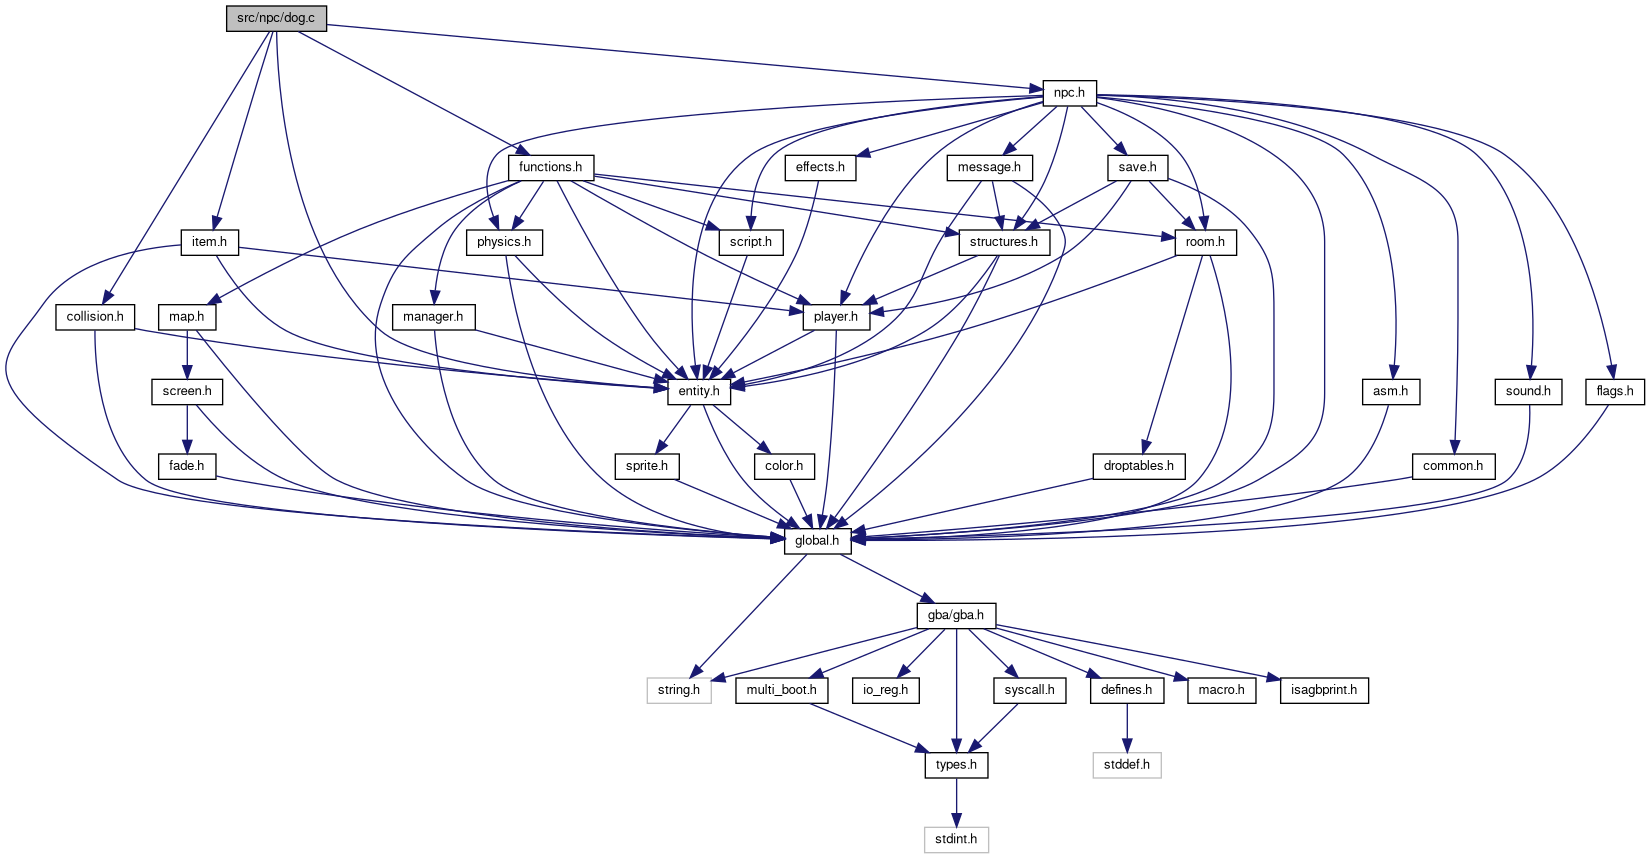 src/npc/dog.c
npc.h
functions.h
effects.h
message.h
save.h
item.h
physics.h
script.h
structures.h
room.h
collision.h
map.h
manager.h
player.h
screen.h
entity.h
asm.h
sound.h
flags.h
fade.h
sprite.h
color.h
droptables.h
common.h
global.h
gba/gba.h
string.h
multi_boot.h
io_reg.h
syscall.h
defines.h
macro.h
isagbprint.h
types.h
stddef.h
stdint.h